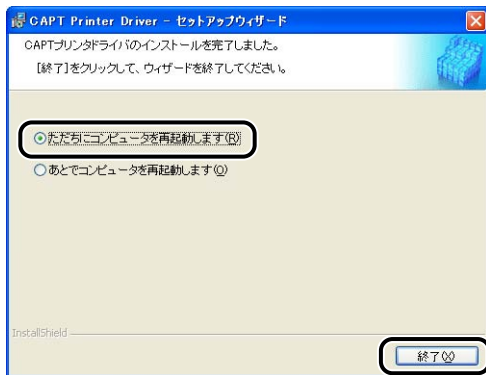 CAPT Printer Driver - セットアップウィザード
CAPTプリンタドライバのインストールを完了しました。
[終了]をクリックして、ウィザードを終了してください。
ただちにコンピュータを再起動します(R)
あとでコンピュータを再起動します(O)
InstallShield
終了(X)